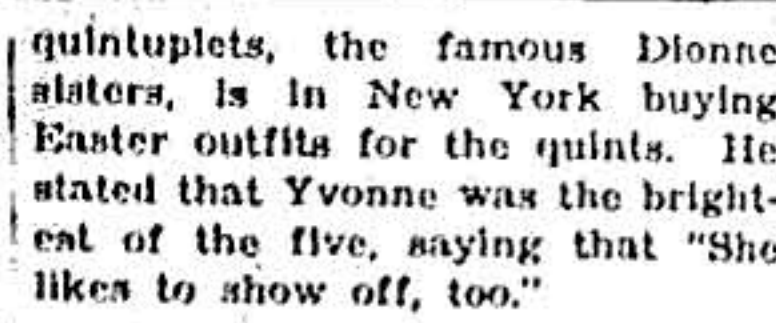 quintuplets, the famous Dionne
sisters, is in New York buying
Easter outfits for the quints. He
stated that Yvonne was the bright-
est of the five, saying that "She
likes to show off, too."